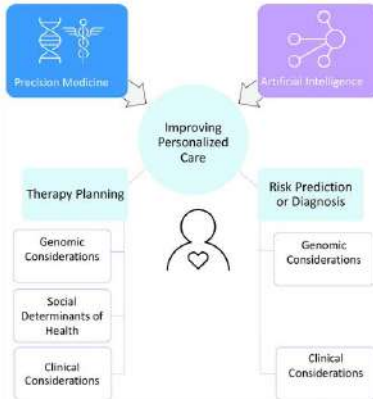 Precision Medicine
Artificial Intelligence
Improving
Personalized
Care
Therapy Planning
Risk Prediction
or Diagnosis
Genomic
Considerations
Genomic
Considerations
Social
Determinants of
Health
Clinical
Considerations
Clinical
Considerations